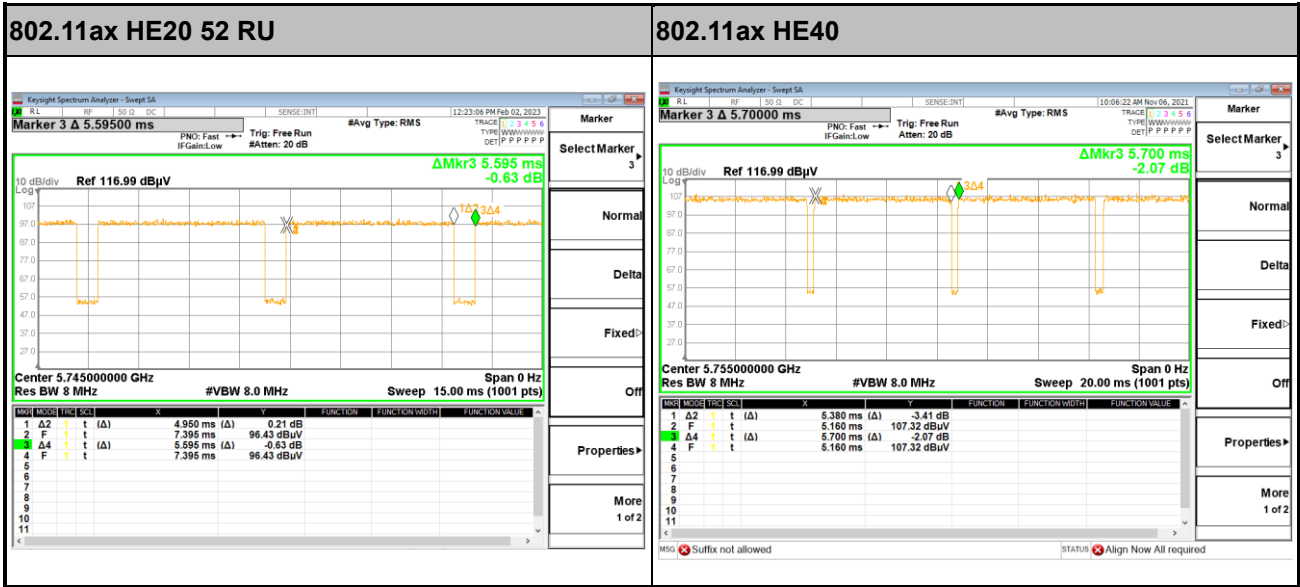 802.11ax HE20 52 RU
802.11ax HE40
Keysight Spectrum Analyzer - Swept SA
RL RF 50 Ω DC SENSE:INT 12:23:06 PM Feb 02, 2023
Marker 3 Δ 5.59500 ms
PNO: Fast
IFGain:Low
Trig: Free Run
#Atten: 20 dB
#Avg Type: RMS
TRACE 1 2 3 4 5 6
TYPE WWWWWW
DET P P P P P P
ΔMkr3 5.595 ms
-0.63 dB
10 dB/div Ref 116.99 dBµV
Log
107
97.0
87.0
77.0
67.0
57.0
47.0
37.0
27.0
1Δ2
3Δ4
Center 5.745000000 GHz Span 0 Hz
Res BW 8 MHz #VBW 8.0 MHz Sweep 15.00 ms (1001 pts)
MKR MODE TRC SCL X Y FUNCTION FUNCTION WIDTH FUNCTION VALUE
1 Δ2 1 t (Δ) 4.950 ms (Δ) 0.21 dB
2 F 1 t 7.395 ms 96.43 dBµV
3 Δ4 1 t (Δ) 5.595 ms (Δ) -0.63 dB
4 F 1 t 7.395 ms 96.43 dBµV
5
6
7
8
9
10
11
Marker
Select Marker
3
Normal
Delta
Fixed
Off
Properties
More
1 of 2
Keysight Spectrum Analyzer - Swept SA
RL RF 50 Ω DC SENSE:INT 10:06:22 AM Nov 06, 2021
Marker 3 Δ 5.70000 ms
PNO: Fast
IFGain:Low
Trig: Free Run
Atten: 20 dB
#Avg Type: RMS
TRACE 1 2 3 4 5 6
TYPE WWWWWW
DET P P P P P P
ΔMkr3 5.700 ms
-2.07 dB
10 dB/div Ref 116.99 dBµV
Log
107
97.0
87.0
77.0
67.0
57.0
47.0
37.0
27.0
3Δ4
Center 5.755000000 GHz Span 0 Hz
Res BW 8 MHz #VBW 8.0 MHz Sweep 20.00 ms (1001 pts)
MKR MODE TRC SCL X Y FUNCTION FUNCTION WIDTH FUNCTION VALUE
1 Δ2 1 t (Δ) 5.380 ms (Δ) -3.41 dB
2 F 1 t 5.160 ms 107.32 dBµV
3 Δ4 1 t (Δ) 5.700 ms (Δ) -2.07 dB
4 F 1 t 5.160 ms 107.32 dBµV
5
6
7
8
9
10
11
MSG Suffix not allowed STATUS Align Now All required
Marker
Select Marker
3
Normal
Delta
Fixed
Off
Properties
More
1 of 2